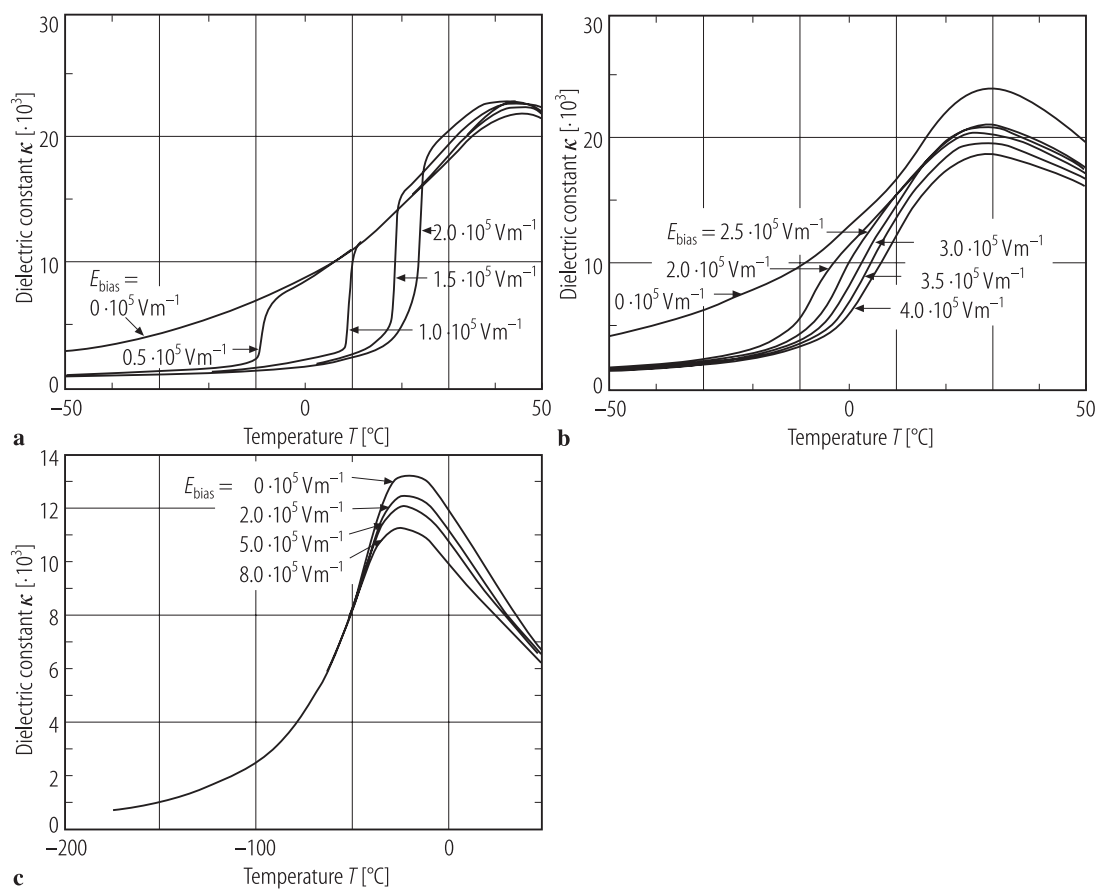 30
20
10
0
Dielectric constant κ [·10³]
E_bias =
0·10⁵ Vm⁻¹
0.5·10⁵ Vm⁻¹
2.0·10⁵ Vm⁻¹
1.5·10⁵ Vm⁻¹
1.0·10⁵ Vm⁻¹
−50
0
50
Temperature T [°C]
a
30
20
10
0
Dielectric constant κ [·10³]
E_bias = 2.5·10⁵ Vm⁻¹
2.0·10⁵ Vm⁻¹
0·10⁵ Vm⁻¹
3.0·10⁵ Vm⁻¹
3.5·10⁵ Vm⁻¹
4.0·10⁵ Vm⁻¹
−50
0
50
Temperature T [°C]
b
14
12
10
8
6
4
2
0
Dielectric constant κ [·10³]
E_bias = 0·10⁵ Vm⁻¹
2.0·10⁵ Vm⁻¹
5.0·10⁵ Vm⁻¹
8.0·10⁵ Vm⁻¹
−200
−100
0
Temperature T [°C]
c